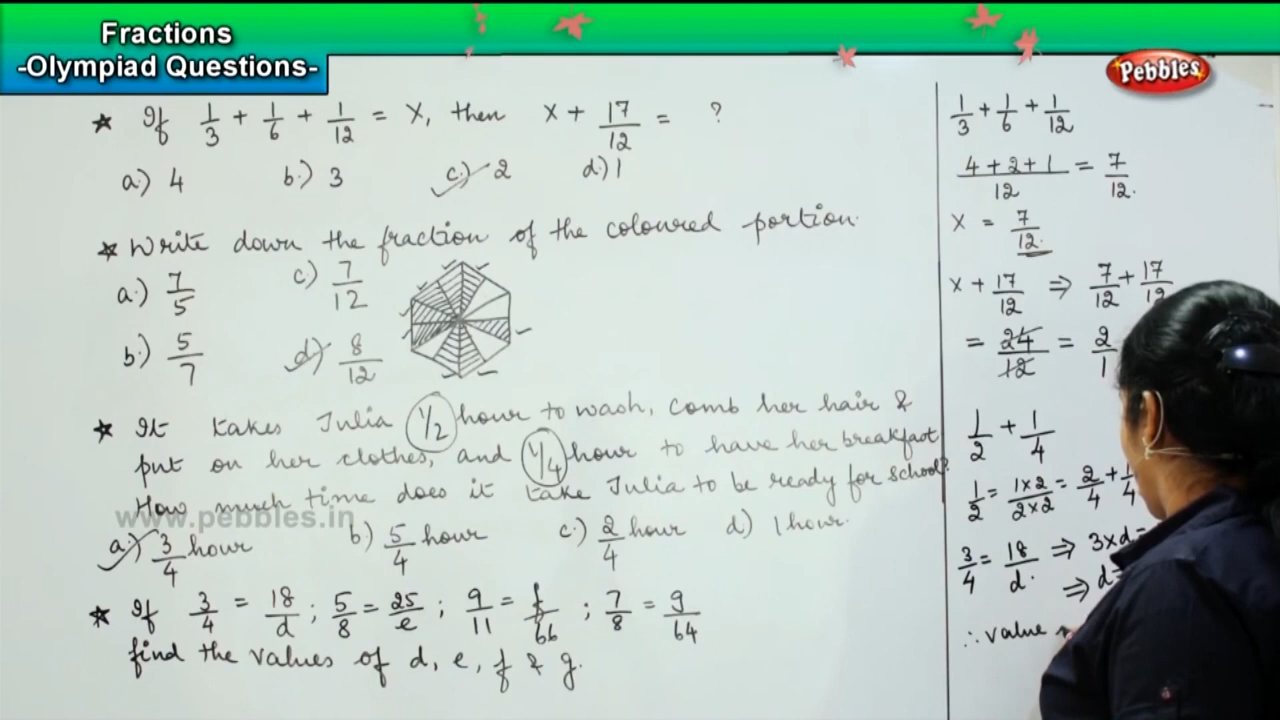 Fractions
-Olympiad Questions-
Pebbles
★ If 1/3 + 1/6 + 1/12 = x, then x + 17/12 = ?
a.) 4 b.) 3 c.) 2 d.) 1
★ Write down the fraction of the coloured portion.
a.) 7/5 c.) 7/12
b.) 5/7 d.) 8/12
★ It takes Julia 1/2 hour to wash, comb her hair &
put on her clothes, and 1/4 hour to have her breakfast
How much time does it take Julia to be ready for school?
www.pebbles.in
a.) 3/4 hour b.) 5/4 hour c.) 2/4 hour d.) 1 hour.
★ If 3/4 = 18/d ; 5/8 = 25/e ; 9/11 = f/66 ; 7/8 = g/64
find the values of d, e, f & g.
1/3 + 1/6 + 1/12
4 + 2 + 1/12 = 7/12.
x = 7/12.
x + 17/12 ⇒ 7/12 + 17/12
= 24/12 = 2/1
1/2 + 1/4
1/2 = 1×2/2×2 = 2/4 + 1/4
3/4 = 18/d. ⇒ 3×d=
⇒ d=
∴ value